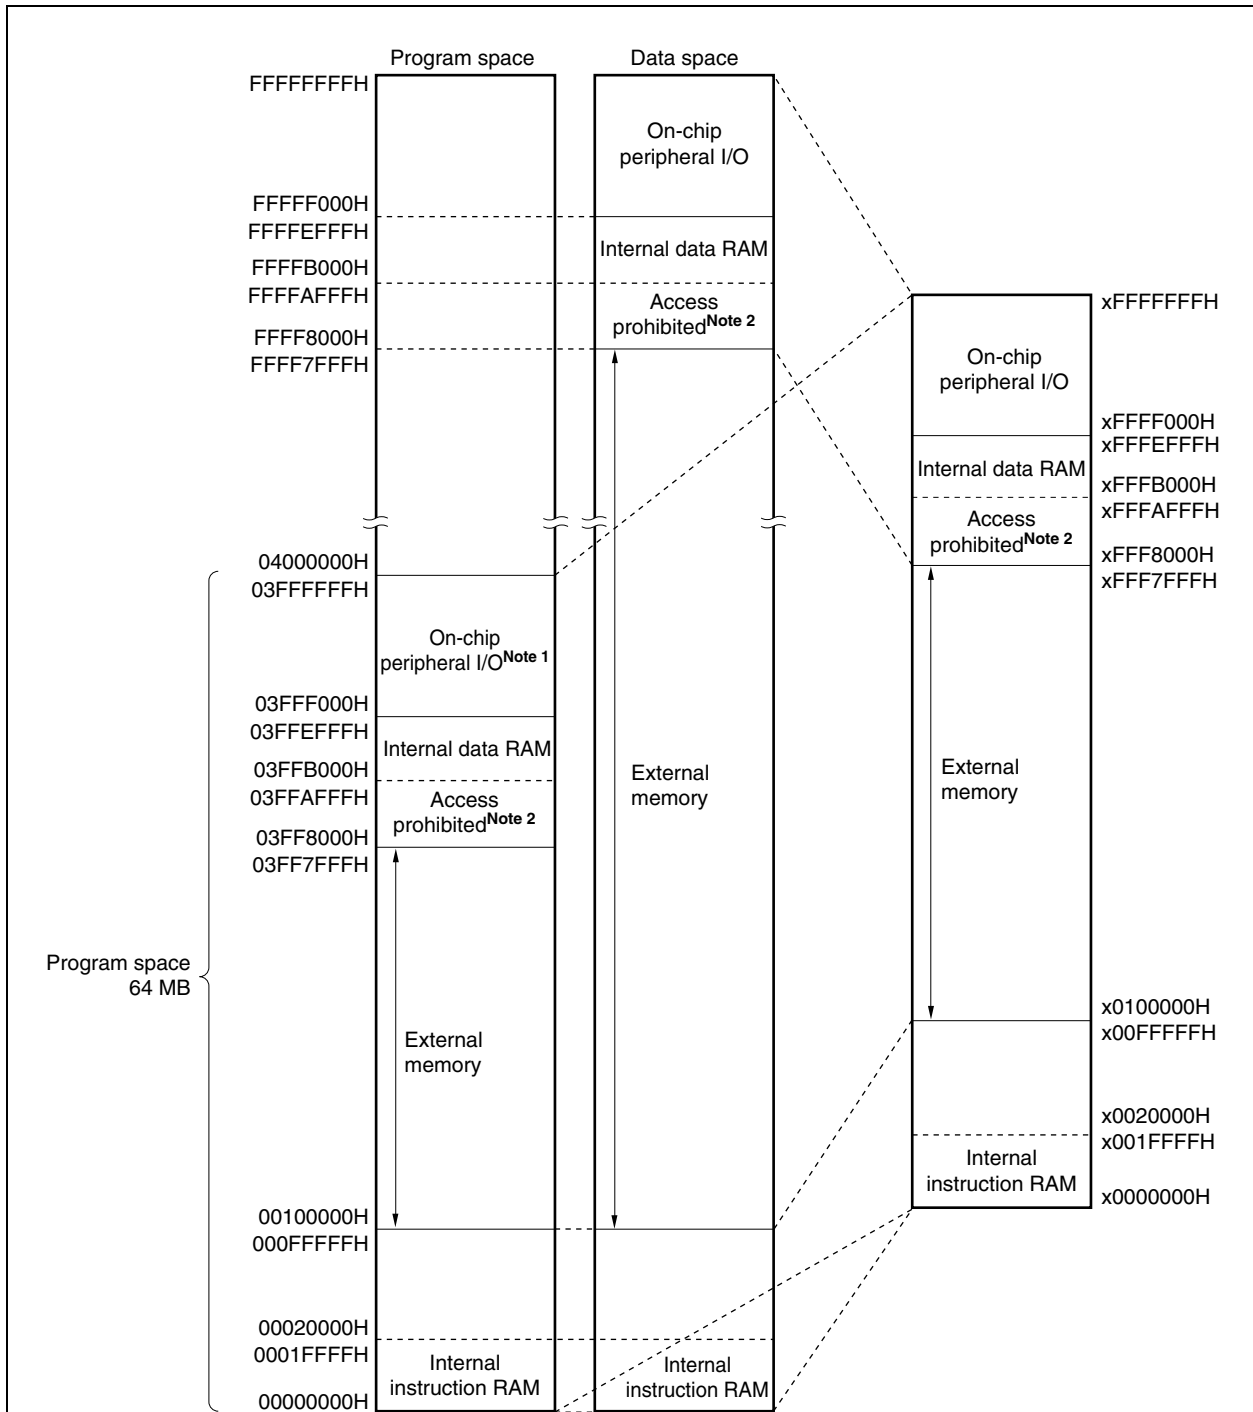 Program space
Data space
FFFFFFFFH
On-chip
peripheral I/O
FFFFF000H
FFFFEFFFH
Internal data RAM
FFFFB000H
FFFFAFFFH
Access
prohibitedNote 2
FFFF8000H
FFFF7FFFH
xFFFFFFFH
On-chip
peripheral I/O
xFFFF000H
xFFFEFFFH
Internal data RAM
xFFFB000H
xFFFAFFFH
Access
prohibitedNote 2
xFFF8000H
xFFF7FFFH
04000000H
03FFFFFFH
On-chip
peripheral I/ONote 1
03FFF000H
03FFEFFFH
Internal data RAM
03FFB000H
03FFAFFFH
Access
prohibitedNote 2
03FF8000H
03FF7FFFH
External
memory
External
memory
Program space
64 MB
External
memory
x0100000H
x00FFFFFH
x0020000H
x001FFFFH
Internal
instruction RAM
x0000000H
00100000H
000FFFFFH
00020000H
0001FFFFH
Internal
instruction RAM
Internal
instruction RAM
00000000H